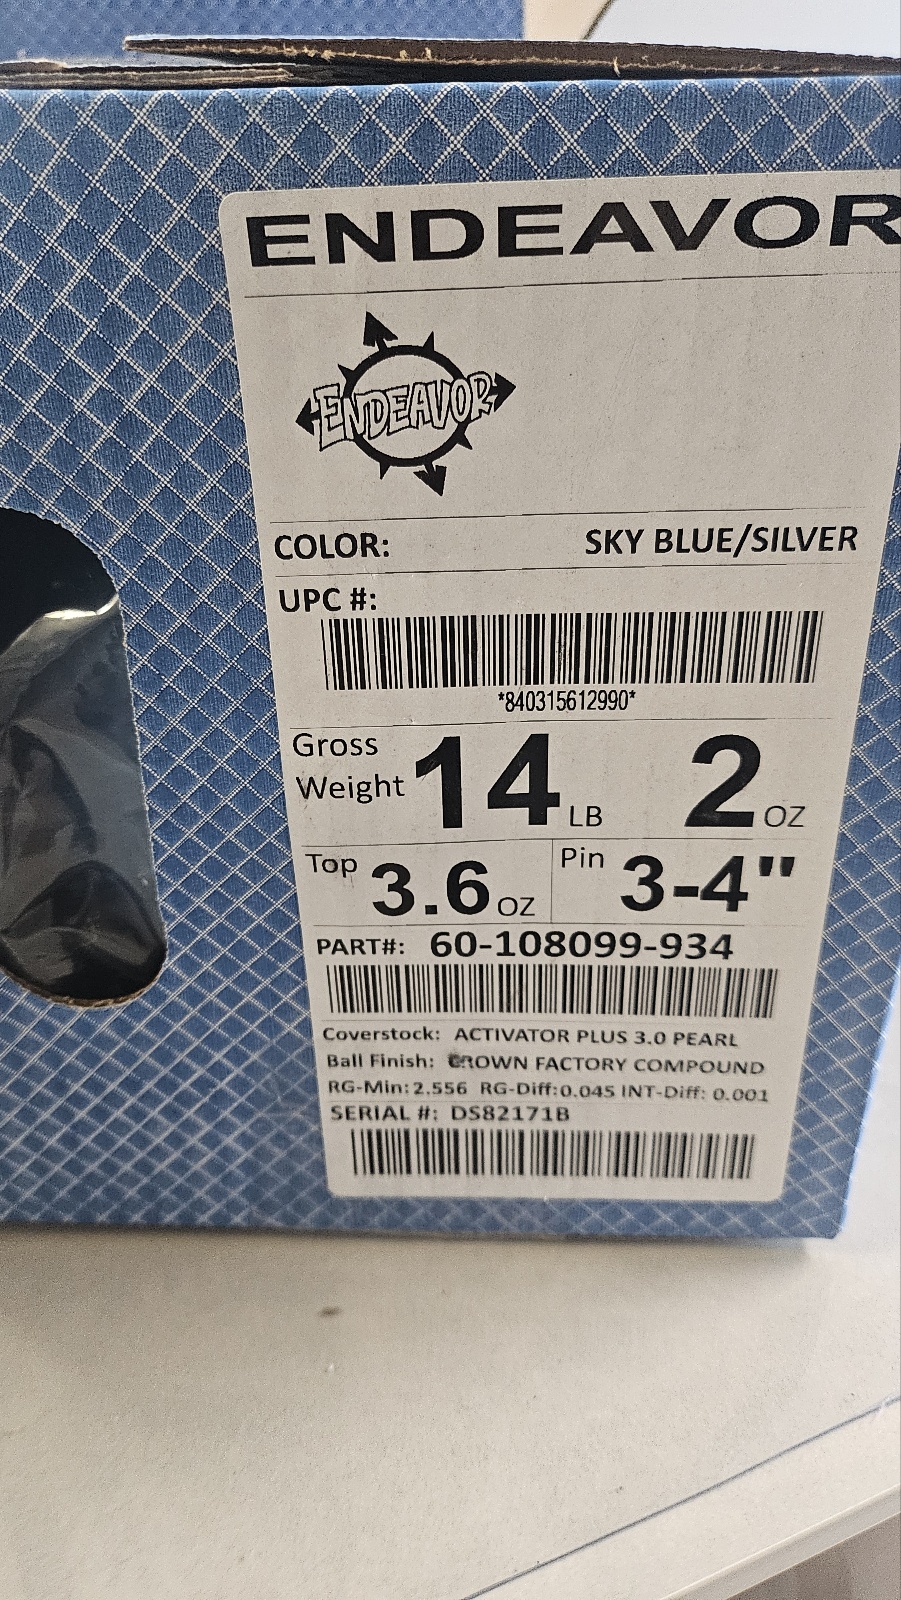 ENDEAVOR
ENDEAVOR
COLOR: SKY BLUE/SILVER
UPC #:
*840315612990*
Gross Weight 14 LB 2 OZ
Top 3.6 OZ Pin 3-4"
PART#: 60-108099-934
Coverstock: ACTIVATOR PLUS 3.0 PEARL
Ball Finish: CROWN FACTORY COMPOUND
RG-Min: 2.556 RG-Diff:0.045 INT-Diff: 0.001
SERIAL #: DS82171B